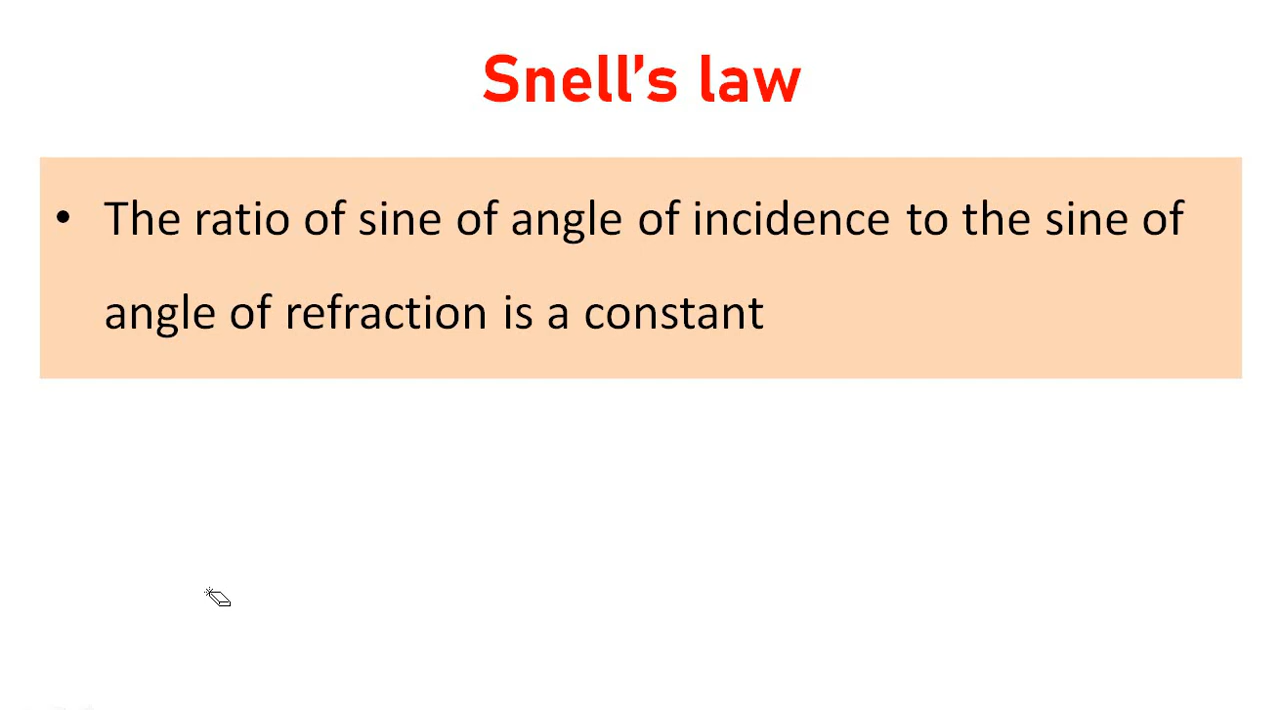 Snell’s law
• The ratio of sine of angle of incidence to the sine of
angle of refraction is a constant